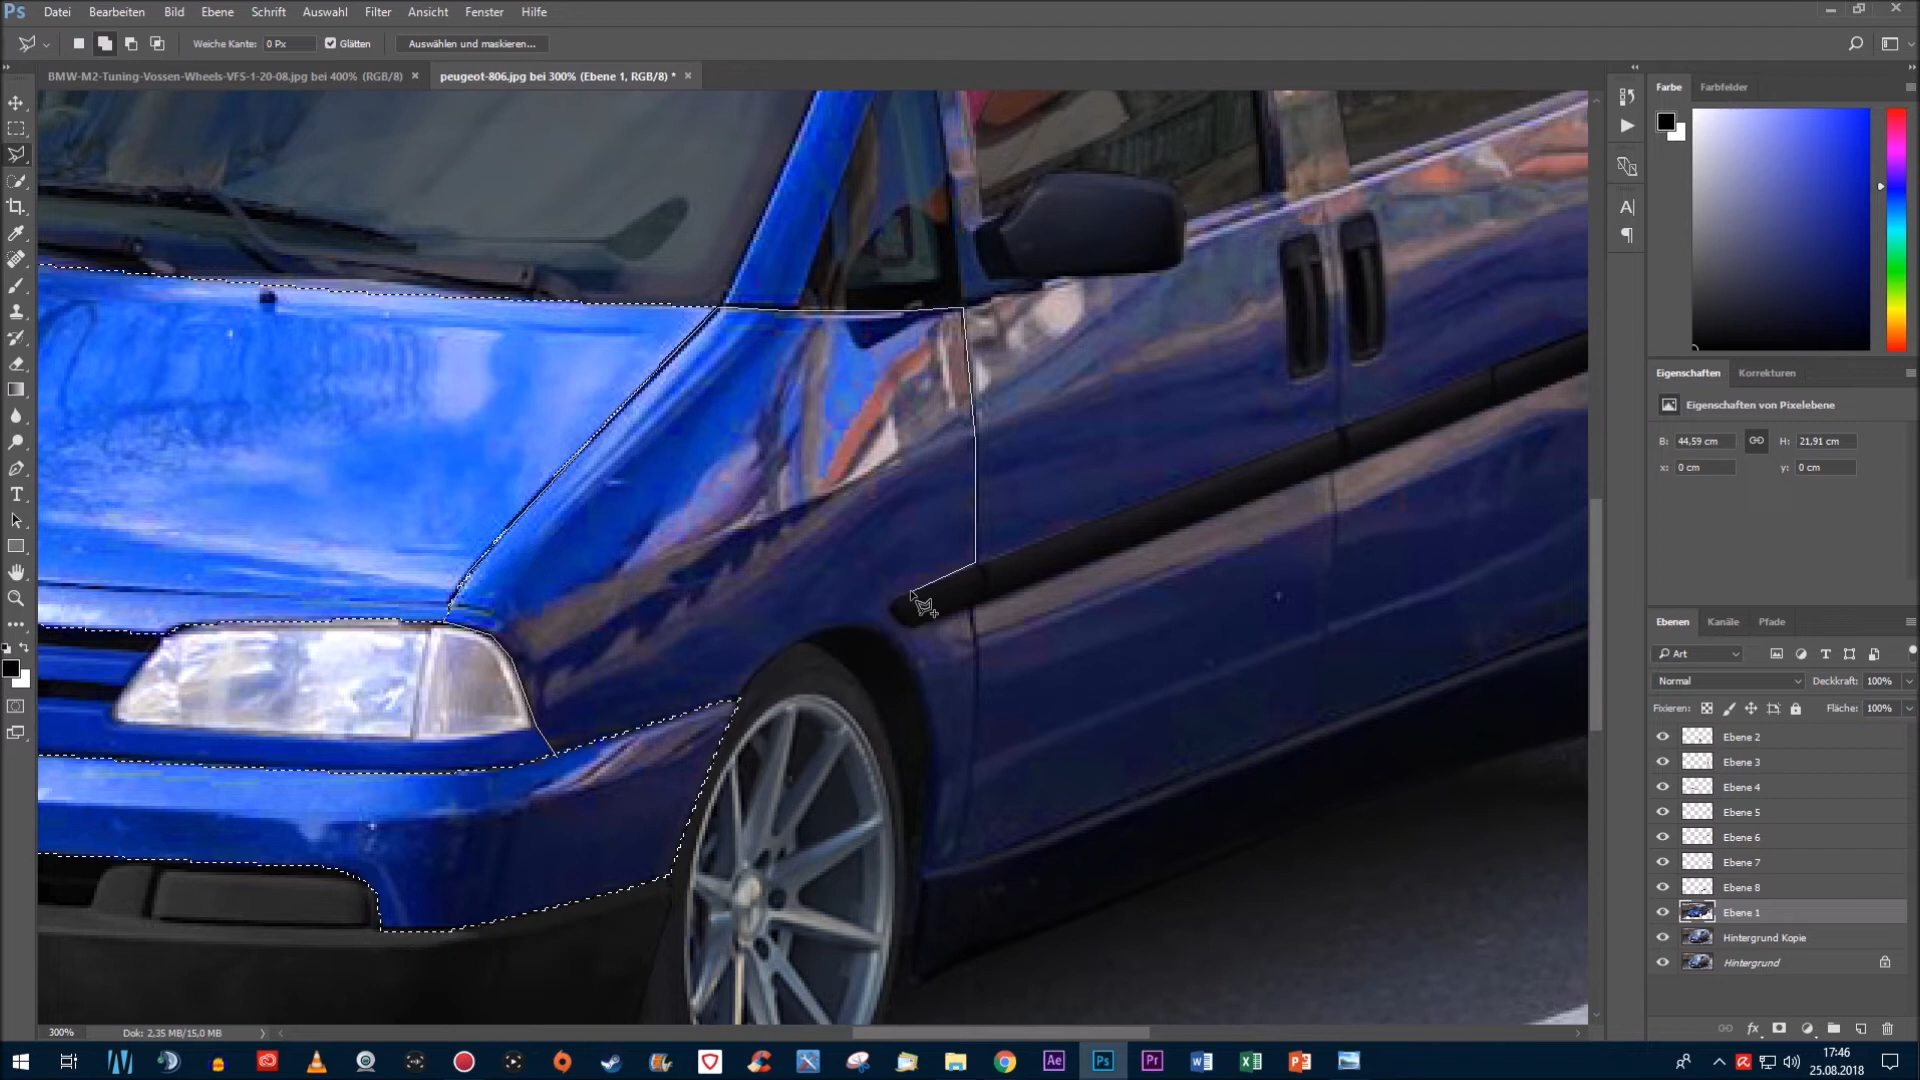 Ps Datei Bearbeiten Bild Ebene Schrift Auswahl Filter Ansicht Fenster Hilfe
Weiche Kante: 0 Px Glätten Auswählen und maskieren...
BMW-M2-Tuning-Vossen-Wheels-VFS-1-20-08.jpg bei 400% (RGB/8) × peugeot-806.jpg bei 300% (Ebene 1, RGB/8) * ×
Farbe Farbfelder
Eigenschaften Korrekturen
Eigenschaften von Pixelebene
B: 44,59 cm H: 21,91 cm
x: 0 cm y: 0 cm
Ebenen Kanäle Pfade
Art
Normal Deckkraft: 100%
Fixieren: Fläche: 100%
Ebene 2
Ebene 3
Ebene 4
Ebene 5
Ebene 6
Ebene 7
Ebene 8
Ebene 1
Hintergrund Kopie
Hintergrund
fx
300% Dok: 2,35 MB/15,0 MB
Ae Ps Pr
17:46
25.08.2018